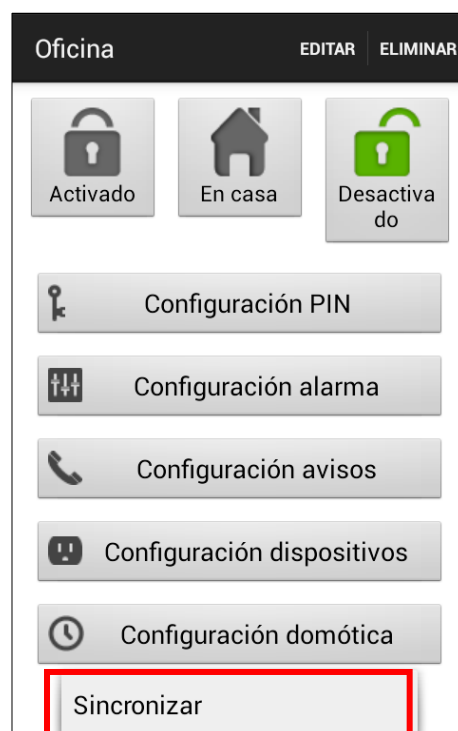 Oficina EDITAR ELIMINAR
Activado En casa Desactiva
do
Configuración PIN
Configuración alarma
Configuración avisos
Configuración dispositivos
Configuración domótica
Sincronizar